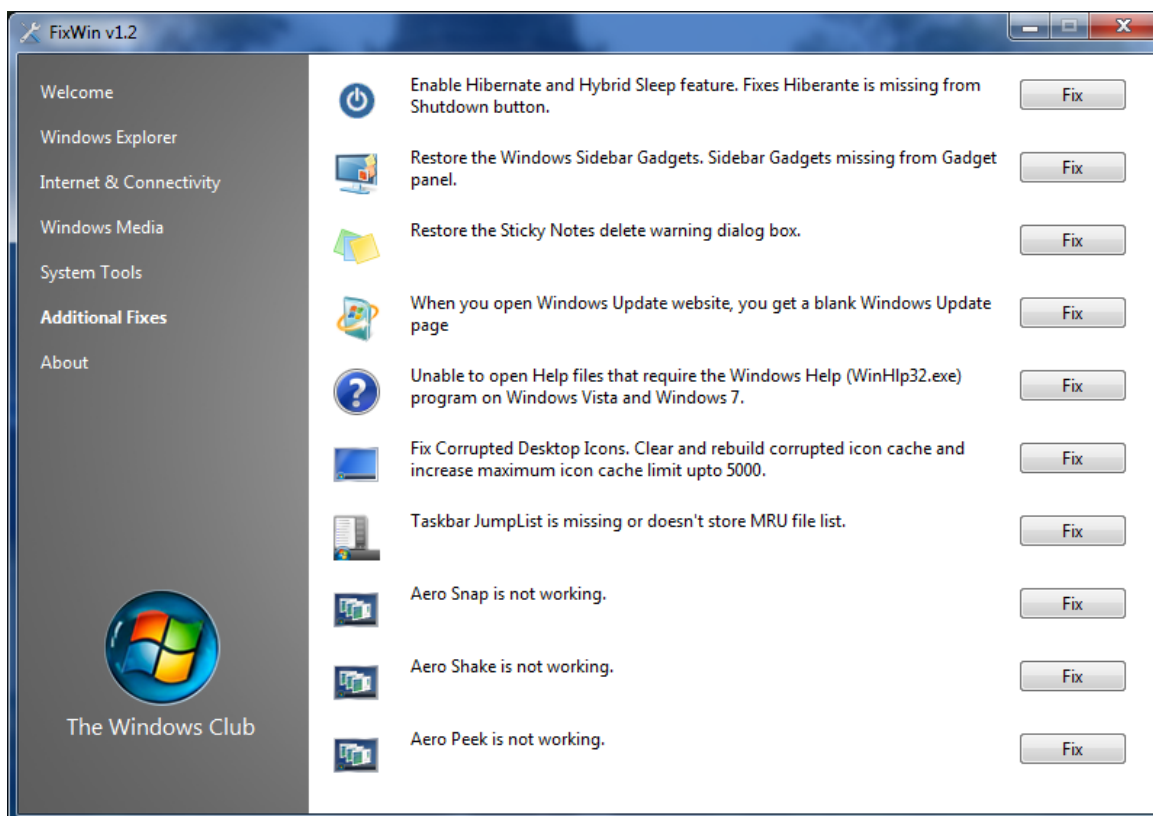 FixWin v1.2
Welcome
Windows Explorer
Internet & Connectivity
Windows Media
System Tools
Additional Fixes
About
The Windows Club
Enable Hibernate and Hybrid Sleep feature. Fixes Hiberante is missing from
Shutdown button.
Fix
Restore the Windows Sidebar Gadgets. Sidebar Gadgets missing from Gadget
panel.
Fix
Restore the Sticky Notes delete warning dialog box.
Fix
When you open Windows Update website, you get a blank Windows Update
page
Fix
Unable to open Help files that require the Windows Help (WinHlp32.exe)
program on Windows Vista and Windows 7.
Fix
Fix Corrupted Desktop Icons. Clear and rebuild corrupted icon cache and
increase maximum icon cache limit upto 5000.
Fix
Taskbar JumpList is missing or doesn't store MRU file list.
Fix
Aero Snap is not working.
Fix
Aero Shake is not working.
Fix
Aero Peek is not working.
Fix